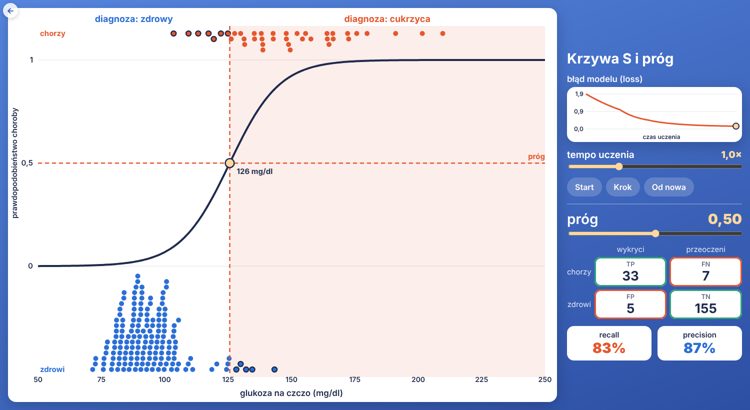 diagnoza: zdrowy
diagnoza: cukrzyca
chorzy
1
0,5
0
prawdopodobieństwo choroby
próg
126 mg/dl
zdrowi
50
75
100
125
150
175
200
225
250
glukoza na czczo (mg/dl)
Krzywa S i próg
błąd modelu (loss)
1,9
0,9
0,0
czas uczenia
tempo uczenia 1,0×
Start
Krok
Od nowa
próg 0,50
wykryci
przeoczeni
chorzy
TP
33
FN
7
zdrowi
FP
5
TN
155
recall
83%
precision
87%